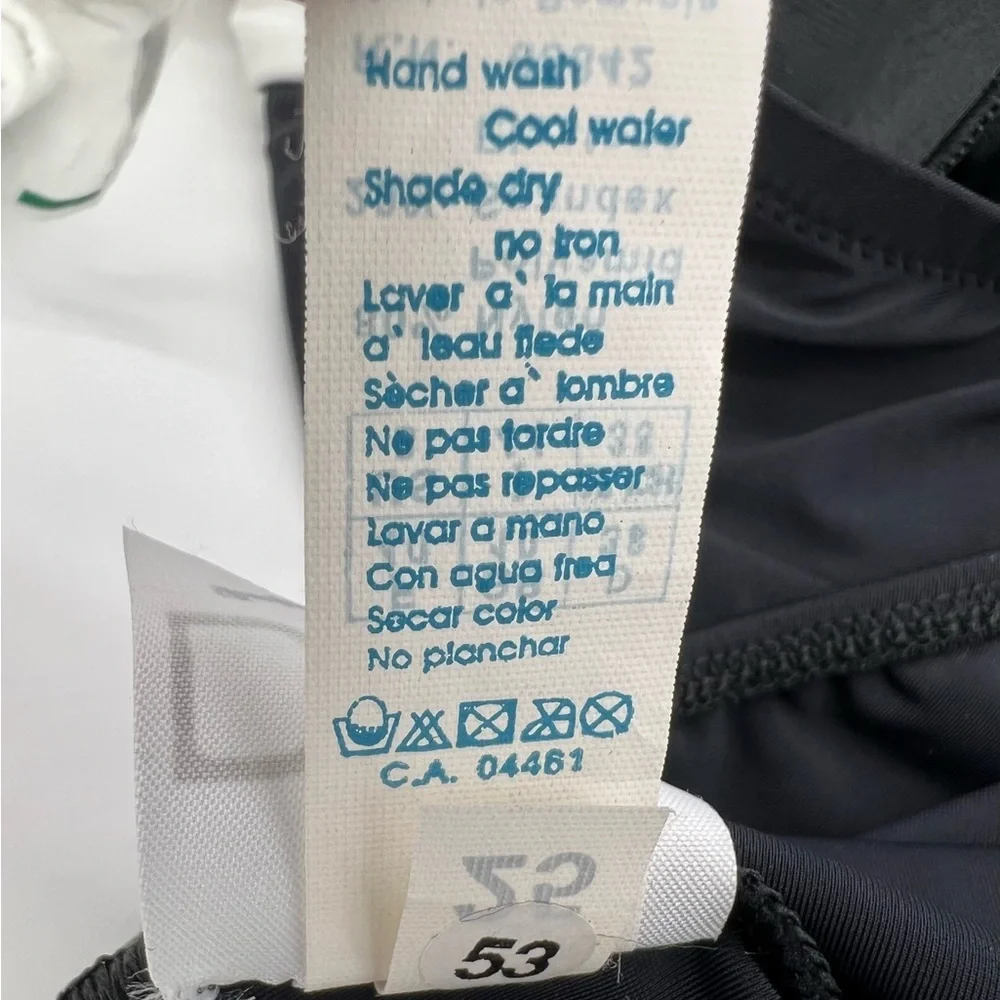 Hand wash
Cool water
Shade dry
no iron
Laver a` la main
a' leau fiede
Sècher a` lombre
Ne pas tordre
Ne pas repasser
Lavar a mano
Con agua frea
Secar color
No planchar
C.A. 04461
53